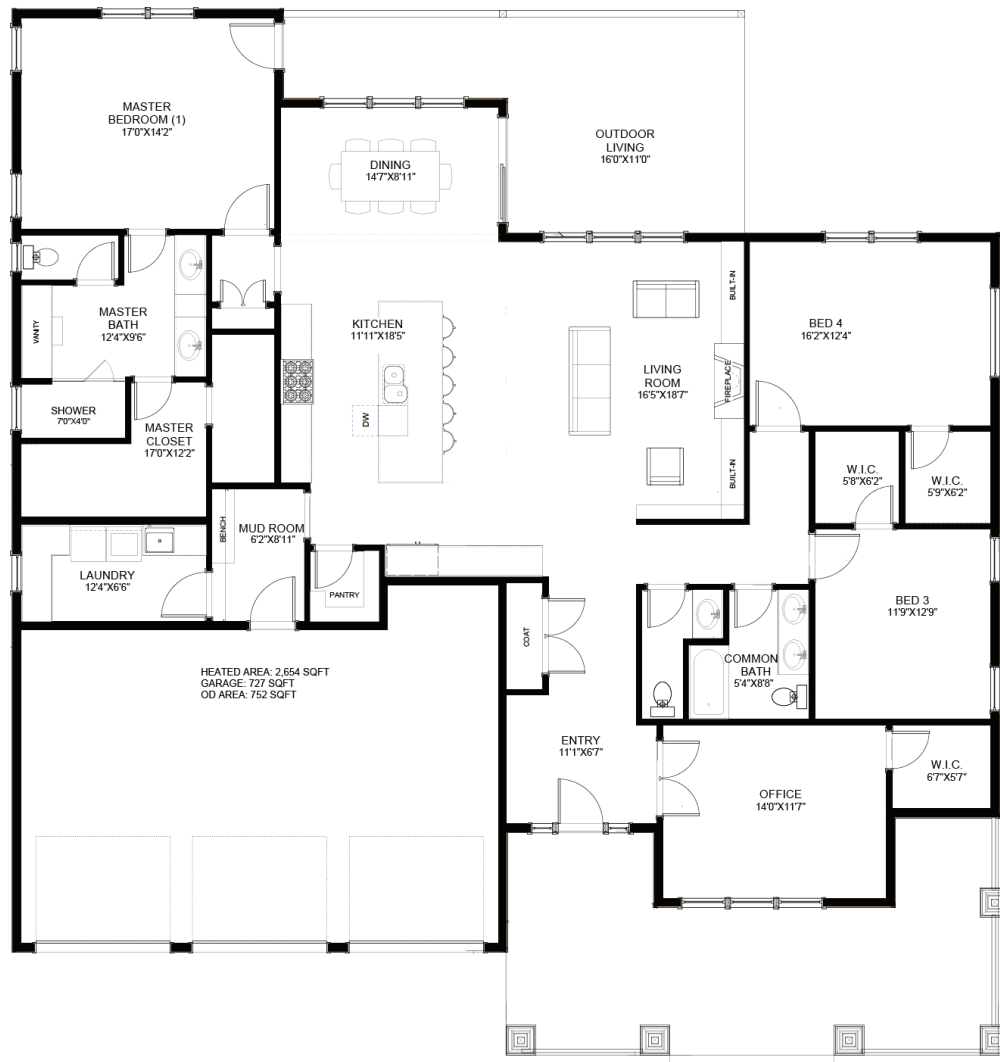 MASTER
BEDROOM (1)
17'0"X14'2"
DINING
14'7"X8'11"
OUTDOOR
LIVING
16'0"X11'0"
VANITY
MASTER
BATH
12'4"X9'6"
KITCHEN
11'11"X18'5"
DW
LIVING
ROOM
16'5"X18'7"
BUILT-IN
FIREPLACE
BUILT-IN
BED 4
16'2"X12'4"
SHOWER
7'0"X4'0"
MASTER
CLOSET
17'0"X12'2"
W.I.C.
5'8"X6'2"
W.I.C.
5'9"X6'2"
BENCH
MUD ROOM
6'2"X8'11"
LAUNDRY
12'4"X6'6"
PANTRY
COAT
BED 3
11'9"X12'9"
COMMON
BATH
5'4"X8'8"
HEATED AREA: 2,654 SQFT
GARAGE: 727 SQFT
OD AREA: 752 SQFT
ENTRY
11'1"X6'7"
OFFICE
14'0"X11'7"
W.I.C.
6'7"X5'7"